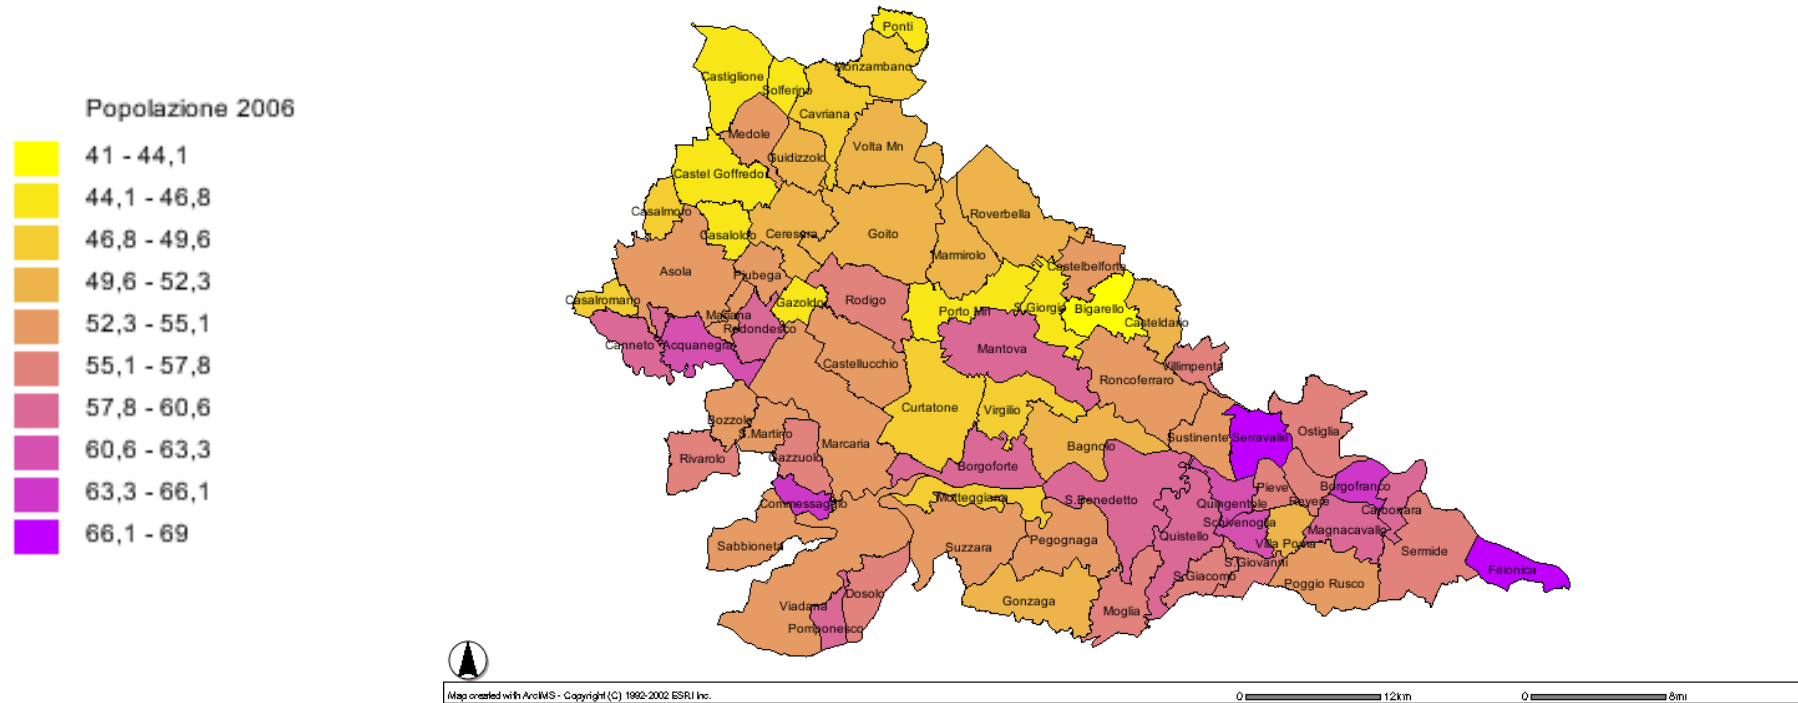 Popolazione 2006
41 - 44,1
44,1 - 46,8
46,8 - 49,6
49,6 - 52,3
52,3 - 55,1
55,1 - 57,8
57,8 - 60,6
60,6 - 63,3
63,3 - 66,1
66,1 - 69
Ponti
Monzambano
Castiglione
Solferino
Cavriana
Medole
Volta Mn
Guidizzolo
Castel Goffredo
Casalmoro
Roverbella
Casaloldo
Ceresara
Goito
Marmirolo
Castelbelforte
Asola
Piubega
Casalromano
Gazoldo
Rodigo
Porto Mn
S.Giorgio
Bigarello
Mariana
Redondesco
Casteldario
Canneto
Acquanegra
Mantova
Castellucchio
Villimpenta
Roncoferraro
Curtatone
Virgilio
Bozzolo
S.Martino
Marcaria
Bagnolo
Sustinente
Serravalle
Ostiglia
Rivarolo
Gazzuolo
Borgoforte
Pieve
Borgofranco
Commessaggio
Motteggiana
S.Benedetto
Quingentole
Revere
Carbonara
Schivenoglia
Magnacavallo
Quistello
Villa Poma
Sabbioneta
Suzzara
Pegognaga
Sermide
S.Giovanni
Felonica
S.Giacomo
Poggio Rusco
Dosolo
Viadana
Gonzaga
Moglia
Pomponesco
Map created with ArcIMS - Copyright (C) 1992-2002 ESRI Inc.
0 12km
0 8mi